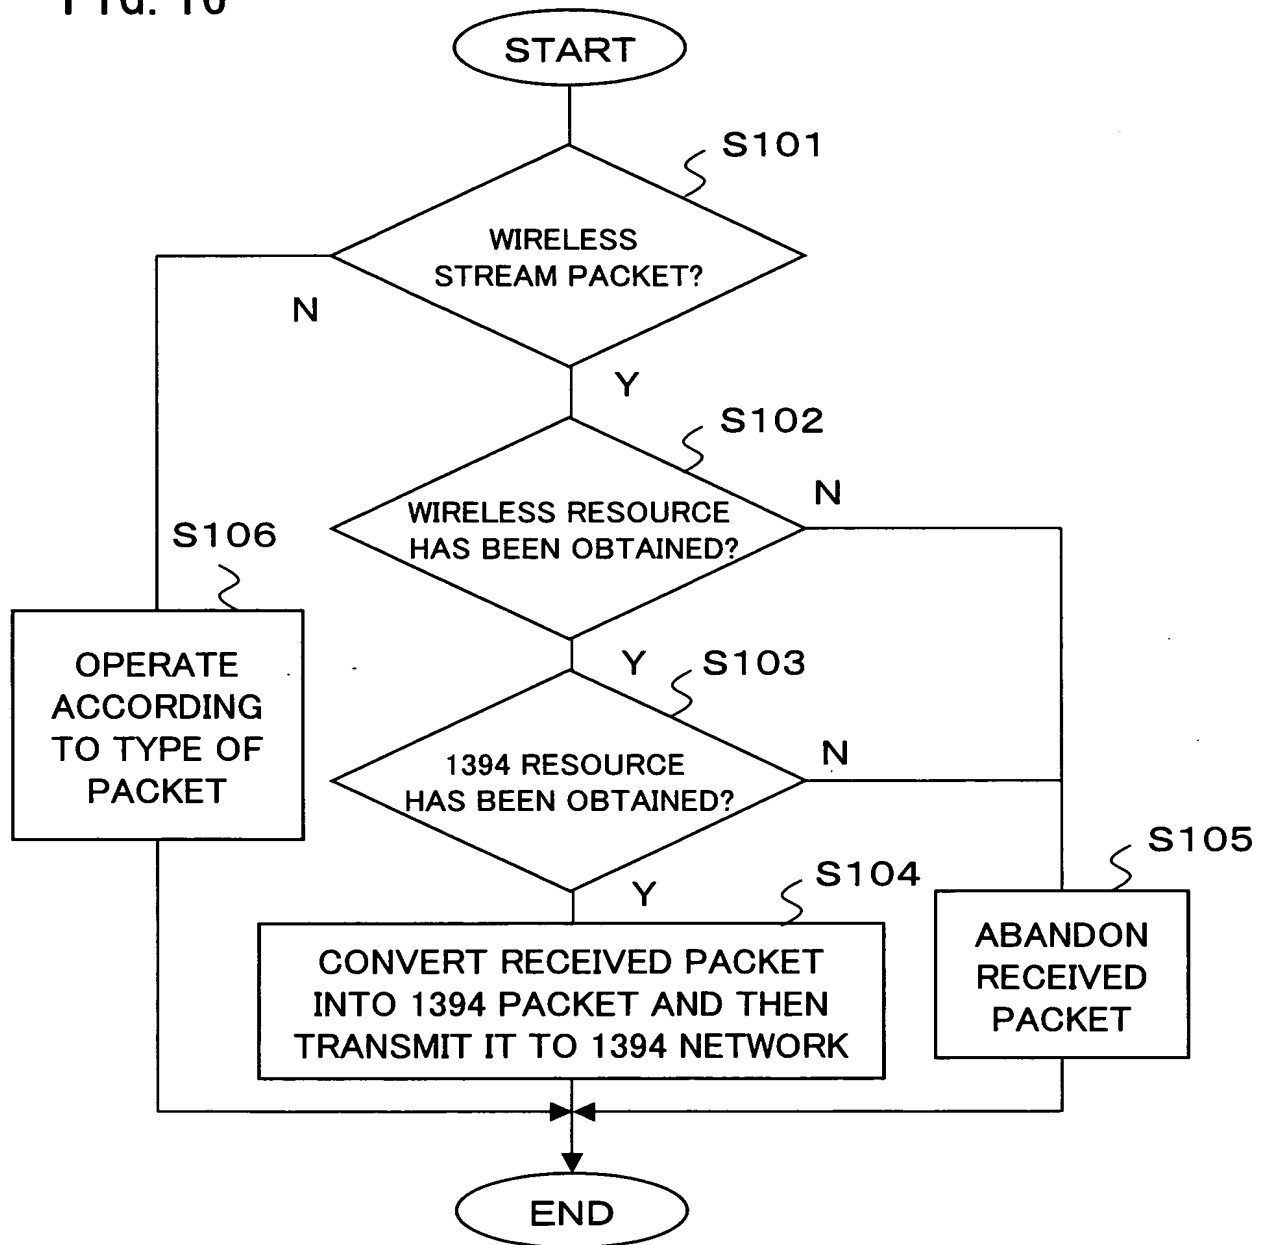 START
S101
WIRELESS
STREAM PACKET?
N
Y
S102
WIRELESS RESOURCE
HAS BEEN OBTAINED?
N
S106
OPERATE
ACCORDING
TO TYPE OF
PACKET
Y
S103
1394 RESOURCE
HAS BEEN OBTAINED?
N
Y
S104
CONVERT RECEIVED PACKET
INTO 1394 PACKET AND THEN
TRANSMIT IT TO 1394 NETWORK
S105
ABANDON
RECEIVED
PACKET
END